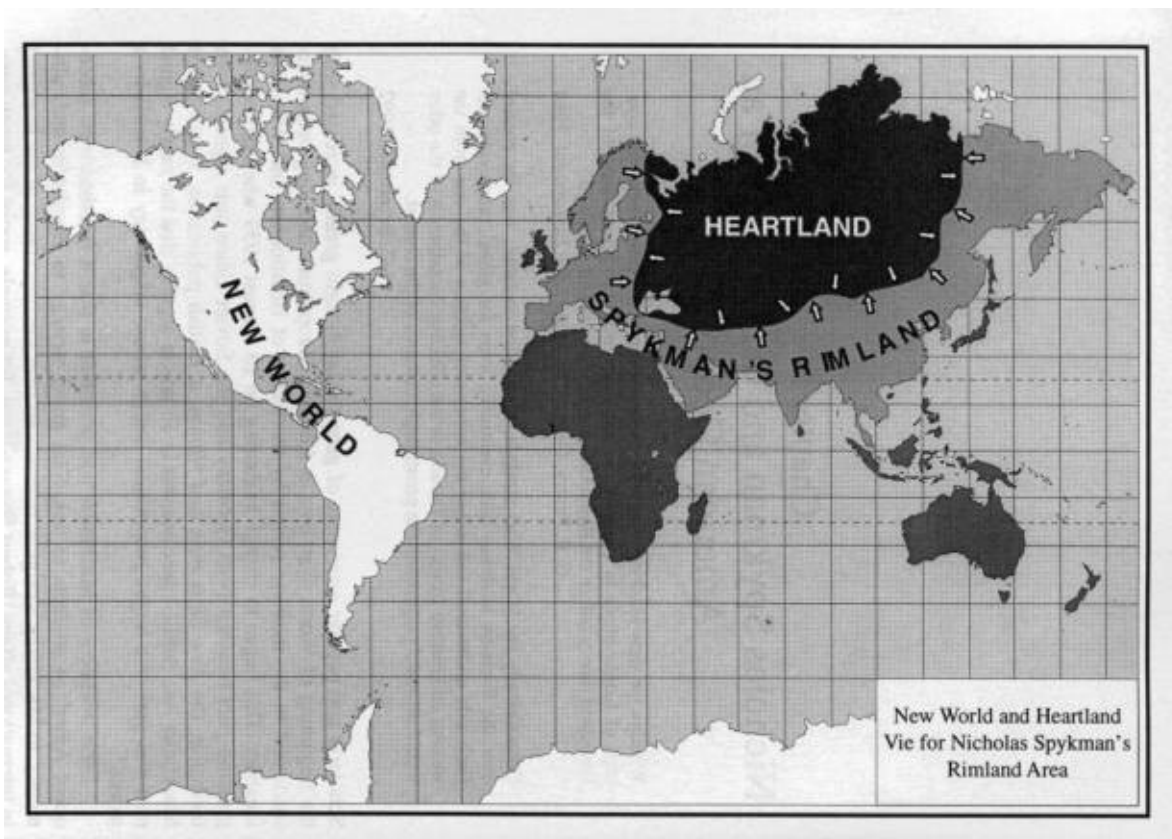 HEARTLAND
NEW WORLD
SPYKMAN'S RIMLAND
New World and Heartland
Vie for Nicholas Spykman's
Rimland Area